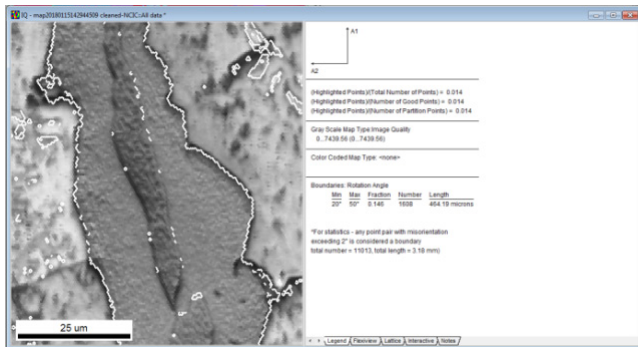 IQ - map20180115142944509 cleaned-NCIC::All data *
A1
A2
(Highlighted Points)/(Total Number of Points) = 0.014
(Highlighted Points)/(Number of Good Points) = 0.014
(Highlighted Points)/(Number of Partition Points) = 0.014
Gray Scale Map Type:Image Quality
0...7439.56 (0...7439.56)
Color Coded Map Type: <none>
Boundaries: Rotation Angle
Min Max Fraction Number Length
20° 50° 0.146 1608 464.19 microns
*For statistics - any point pair with misorientation
exceeding 2° is considered a boundary
total number = 11013, total length = 3.18 mm)
25 um
Legend Flexiview Lattice Interactive Notes